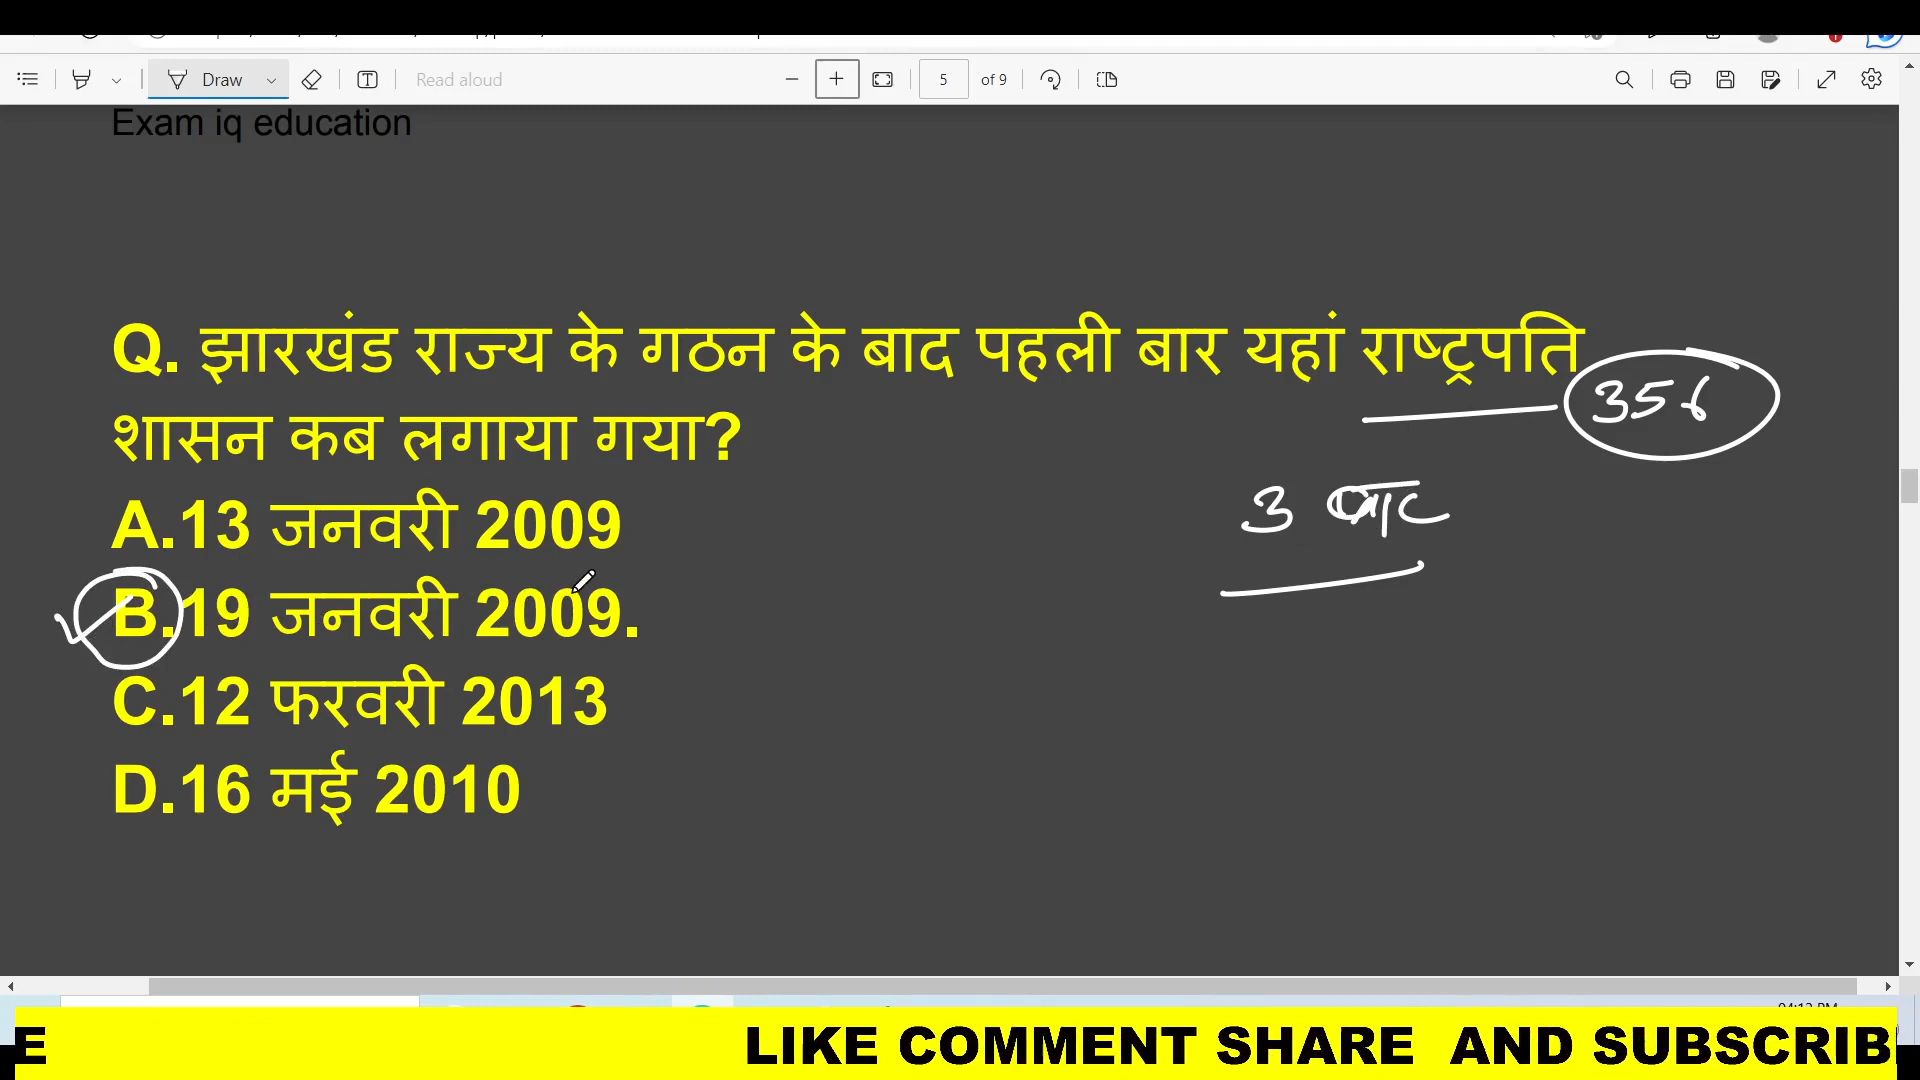 Draw
Read aloud
5
of 9
Exam iq education
Q. झारखंड राज्य के गठन के बाद पहली बार यहां राष्ट्रपति
शासन कब लगाया गया?
356
3 बार
A.13 जनवरी 2009
B.19 जनवरी 2009.
C.12 फरवरी 2013
D.16 मई 2010
E LIKE COMMENT SHARE AND SUBSCRIB